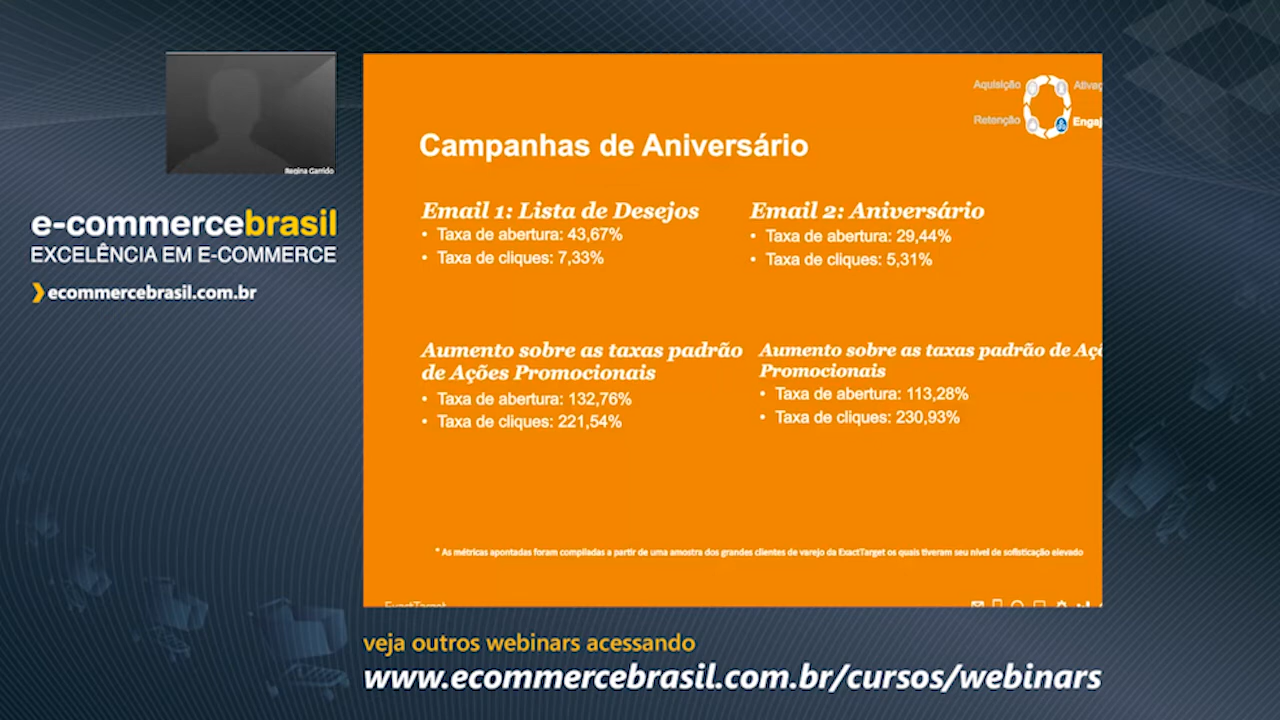 Regina Garrido
e-commercebrasil
EXCELÊNCIA EM E-COMMERCE
ecommercebrasil.com.br
Aquisição
Retenção
Campanhas de Aniversário
Email 1: Lista de Desejos
• Taxa de abertura: 43,67%
• Taxa de cliques: 7,33%
Email 2: Aniversário
• Taxa de abertura: 29,44%
• Taxa de cliques: 5,31%
Aumento sobre as taxas padrão
de Ações Promocionais
• Taxa de abertura: 132,76%
• Taxa de cliques: 221,54%
Aumento sobre as taxas padrão de
Promocionais
• Taxa de abertura: 113,28%
• Taxa de cliques: 230,93%
* As métricas apontadas foram compiladas a partir de uma amostra dos grandes clientes de varejo da ExactTarget os quais tiveram seu nível de sofisticação elevado
veja outros webinars acessando
www.ecommercebrasil.com.br/cursos/webinars